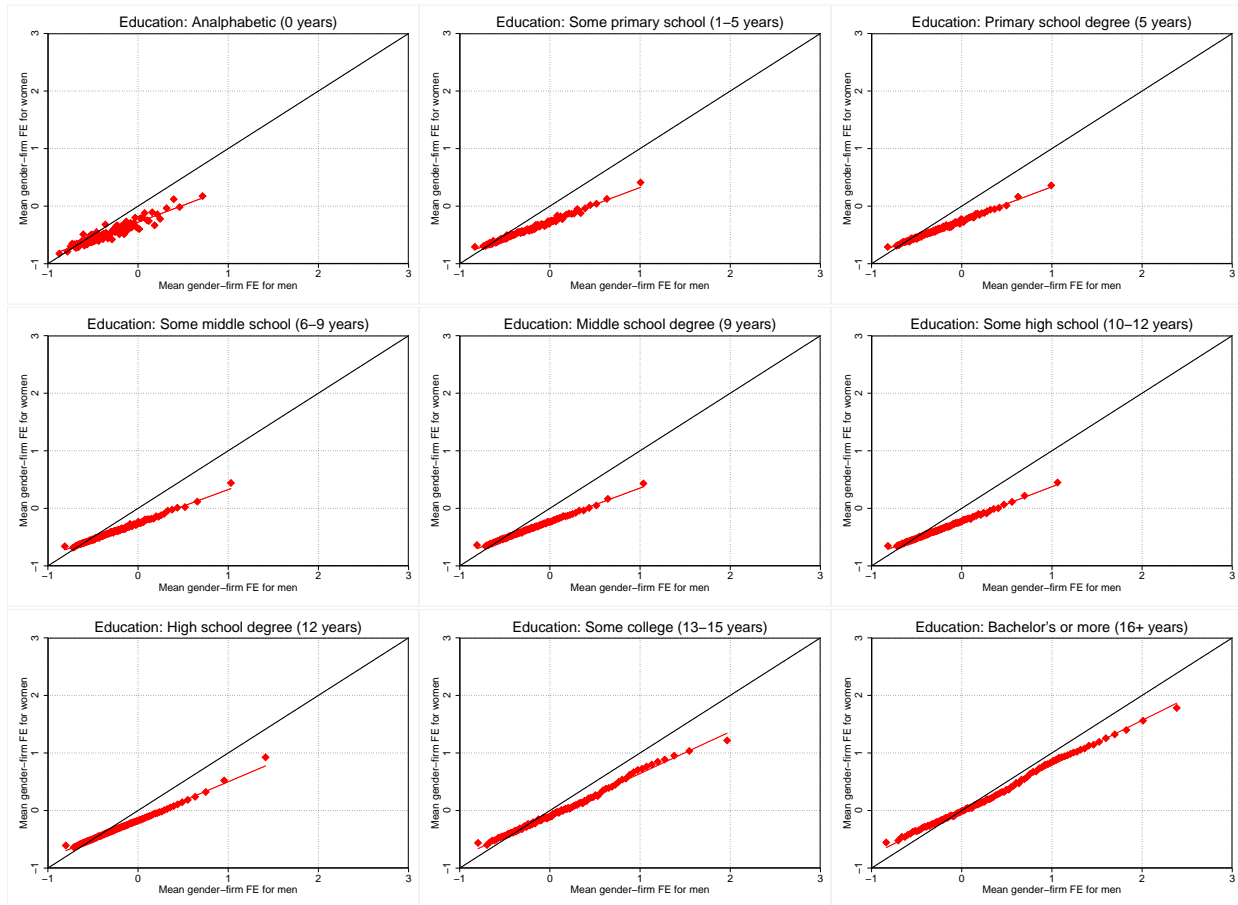 Education: Analphabetic (0 years)
Mean gender−firm FE for women
3
2
1
0
−1
−1 0 1 2 3
Mean gender−firm FE for men
Education: Some primary school (1−5 years)
Mean gender−firm FE for women
3
2
1
0
−1
−1 0 1 2 3
Mean gender−firm FE for men
Education: Primary school degree (5 years)
Mean gender−firm FE for women
3
2
1
0
−1
−1 0 1 2 3
Mean gender−firm FE for men
Education: Some middle school (6−9 years)
Mean gender−firm FE for women
3
2
1
0
−1
−1 0 1 2 3
Mean gender−firm FE for men
Education: Middle school degree (9 years)
Mean gender−firm FE for women
3
2
1
0
−1
−1 0 1 2 3
Mean gender−firm FE for men
Education: Some high school (10−12 years)
Mean gender−firm FE for women
3
2
1
0
−1
−1 0 1 2 3
Mean gender−firm FE for men
Education: High school degree (12 years)
Mean gender−firm FE for women
3
2
1
0
−1
−1 0 1 2 3
Mean gender−firm FE for men
Education: Some college (13−15 years)
Mean gender−firm FE for women
3
2
1
0
−1
−1 0 1 2 3
Mean gender−firm FE for men
Education: Bachelor's or more (16+ years)
Mean gender−firm FE for women
3
2
1
0
−1
−1 0 1 2 3
Mean gender−firm FE for men